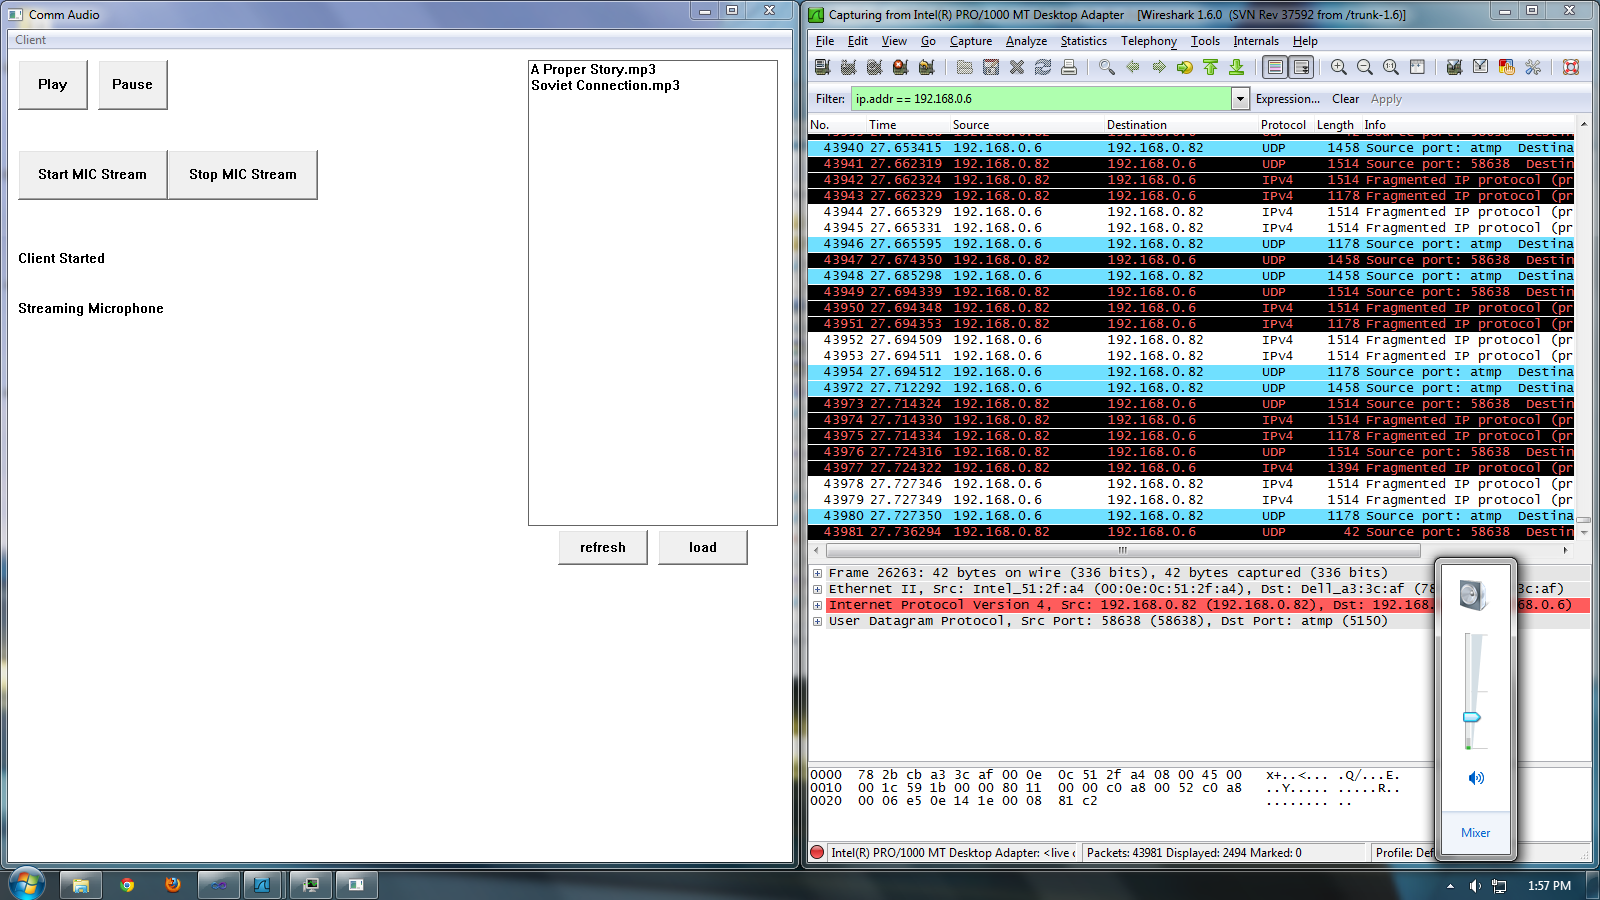 Comm Audio
Client
Play
Pause
Start MIC Stream
Stop MIC Stream
Client Started
Streaming Microphone
A Proper Story.mp3
Soviet Connection.mp3
refresh
load
Capturing from Intel(R) PRO/1000 MT Desktop Adapter [Wireshark 1.6.0 (SVN Rev 37592 from /trunk-1.6)]
File Edit View Go Capture Analyze Statistics Telephony Tools Internals Help
Filter: ip.addr == 192.168.0.6 Expression... Clear Apply
No. Time Source Destination Protocol Length Info
43940 27.653415 192.168.0.6 192.168.0.82 UDP 1458 Source port: atmp Destina
43941 27.662319 192.168.0.82 192.168.0.6 UDP 1514 Source port: 58638 Destin
43942 27.662324 192.168.0.82 192.168.0.6 IPv4 1514 Fragmented IP protocol (pr
43943 27.662329 192.168.0.82 192.168.0.6 IPv4 1178 Fragmented IP protocol (pr
43944 27.665329 192.168.0.6 192.168.0.82 IPv4 1514 Fragmented IP protocol (pr
43945 27.665331 192.168.0.6 192.168.0.82 IPv4 1514 Fragmented IP protocol (pr
43946 27.665595 192.168.0.6 192.168.0.82 UDP 1178 Source port: atmp Destina
43947 27.674350 192.168.0.82 192.168.0.6 UDP 1458 Source port: 58638 Destin
43948 27.685298 192.168.0.6 192.168.0.82 UDP 1458 Source port: atmp Destina
43949 27.694339 192.168.0.82 192.168.0.6 UDP 1514 Source port: 58638 Destin
43950 27.694348 192.168.0.82 192.168.0.6 IPv4 1514 Fragmented IP protocol (pr
43951 27.694353 192.168.0.82 192.168.0.6 IPv4 1178 Fragmented IP protocol (pr
43952 27.694509 192.168.0.6 192.168.0.82 IPv4 1514 Fragmented IP protocol (pr
43953 27.694511 192.168.0.6 192.168.0.82 IPv4 1514 Fragmented IP protocol (pr
43954 27.694512 192.168.0.6 192.168.0.82 UDP 1178 Source port: atmp Destina
43972 27.712292 192.168.0.6 192.168.0.82 UDP 1458 Source port: atmp Destina
43973 27.714324 192.168.0.82 192.168.0.6 UDP 1514 Source port: 58638 Destin
43974 27.714330 192.168.0.82 192.168.0.6 IPv4 1514 Fragmented IP protocol (pr
43975 27.714334 192.168.0.82 192.168.0.6 IPv4 1178 Fragmented IP protocol (pr
43976 27.724316 192.168.0.82 192.168.0.6 UDP 1514 Source port: 58638 Destin
43977 27.724322 192.168.0.82 192.168.0.6 IPv4 1394 Fragmented IP protocol (pr
43978 27.727346 192.168.0.6 192.168.0.82 IPv4 1514 Fragmented IP protocol (pr
43979 27.727349 192.168.0.6 192.168.0.82 IPv4 1514 Fragmented IP protocol (pr
43980 27.727350 192.168.0.6 192.168.0.82 UDP 1178 Source port: atmp Destina
43981 27.736294 192.168.0.82 192.168.0.6 UDP 42 Source port: 58638 Destin
Frame 26263: 42 bytes on wire (336 bits), 42 bytes captured (336 bits)
Ethernet II, Src: Intel_51:2f:a4 (00:0e:0c:51:2f:a4), Dst: Dell_a3:3c:af (78 3c:af)
Internet Protocol Version 4, Src: 192.168.0.82 (192.168.0.82), Dst: 192.168. 68.0.6)
User Datagram Protocol, Src Port: 58638 (58638), Dst Port: atmp (5150)
0000 78 2b cb a3 3c af 00 0e 0c 51 2f a4 08 00 45 00 x+..<... .Q/...E.
0010 00 1c 59 1b 00 00 80 11 00 00 c0 a8 00 52 c0 a8 ..Y..... .....R..
0020 00 06 e5 0e 14 1e 00 08 81 c2 ........ ..
Mixer
Intel(R) PRO/1000 MT Desktop Adapter: <live c Packets: 43981 Displayed: 2494 Marked: 0 Profile: Def
1:57 PM